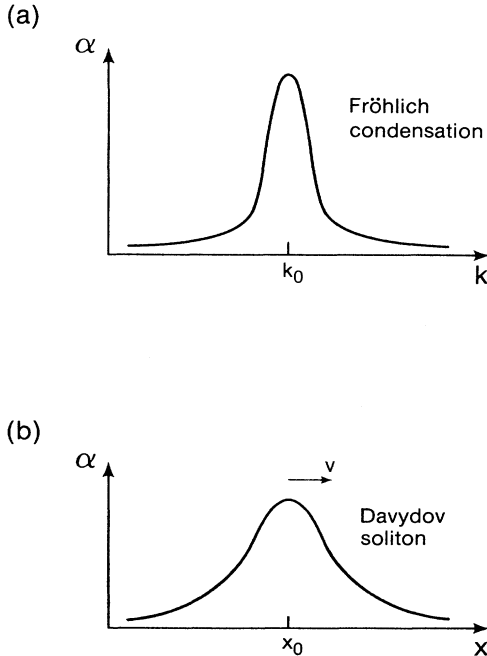 (a)
α
Fröhlich
condensation
k₀
k
(b)
α
v
Davydov
soliton
x₀
x